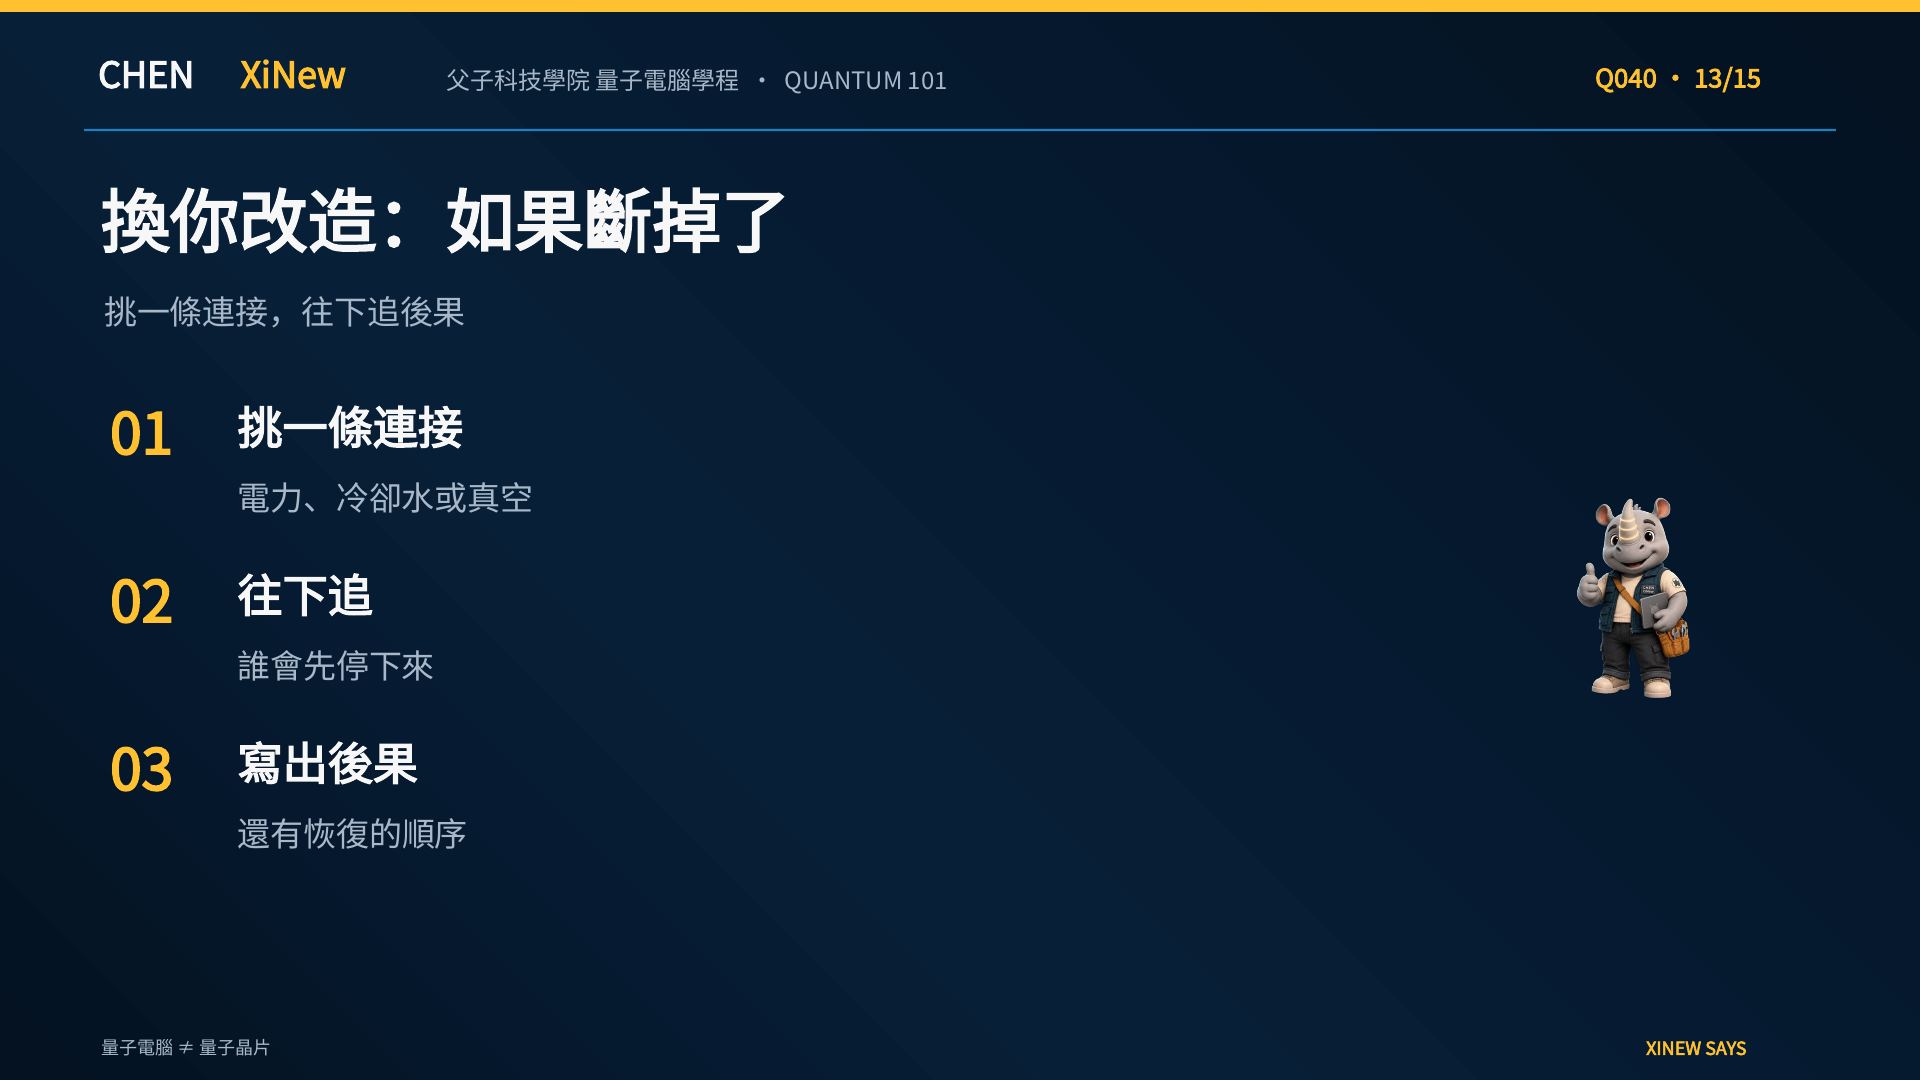 CHEN XiNew 父子科技學院 量子電腦學程 • QUANTUM 101 Q040 • 13/15
換你改造：如果斷掉了
挑一條連接，往下追後果
01 挑一條連接
電力、冷卻水或真空
02 往下追
誰會先停下來
03 寫出後果
還有恢復的順序
量子電腦 ≠ 量子晶片 XINEW SAYS